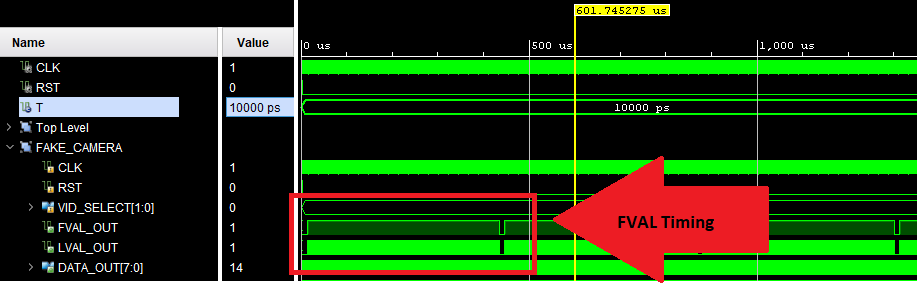 601.745275 us
Name Value
0 us 500 us 1,000 us
CLK 1
RST 0
T 10000 ps 10000 ps
Top Level
FAKE_CAMERA
CLK 1
RST 0
VID_SELECT[1:0] 0
FVAL_OUT 1
LVAL_OUT 1
DATA_OUT[7:0] 14
FVAL Timing